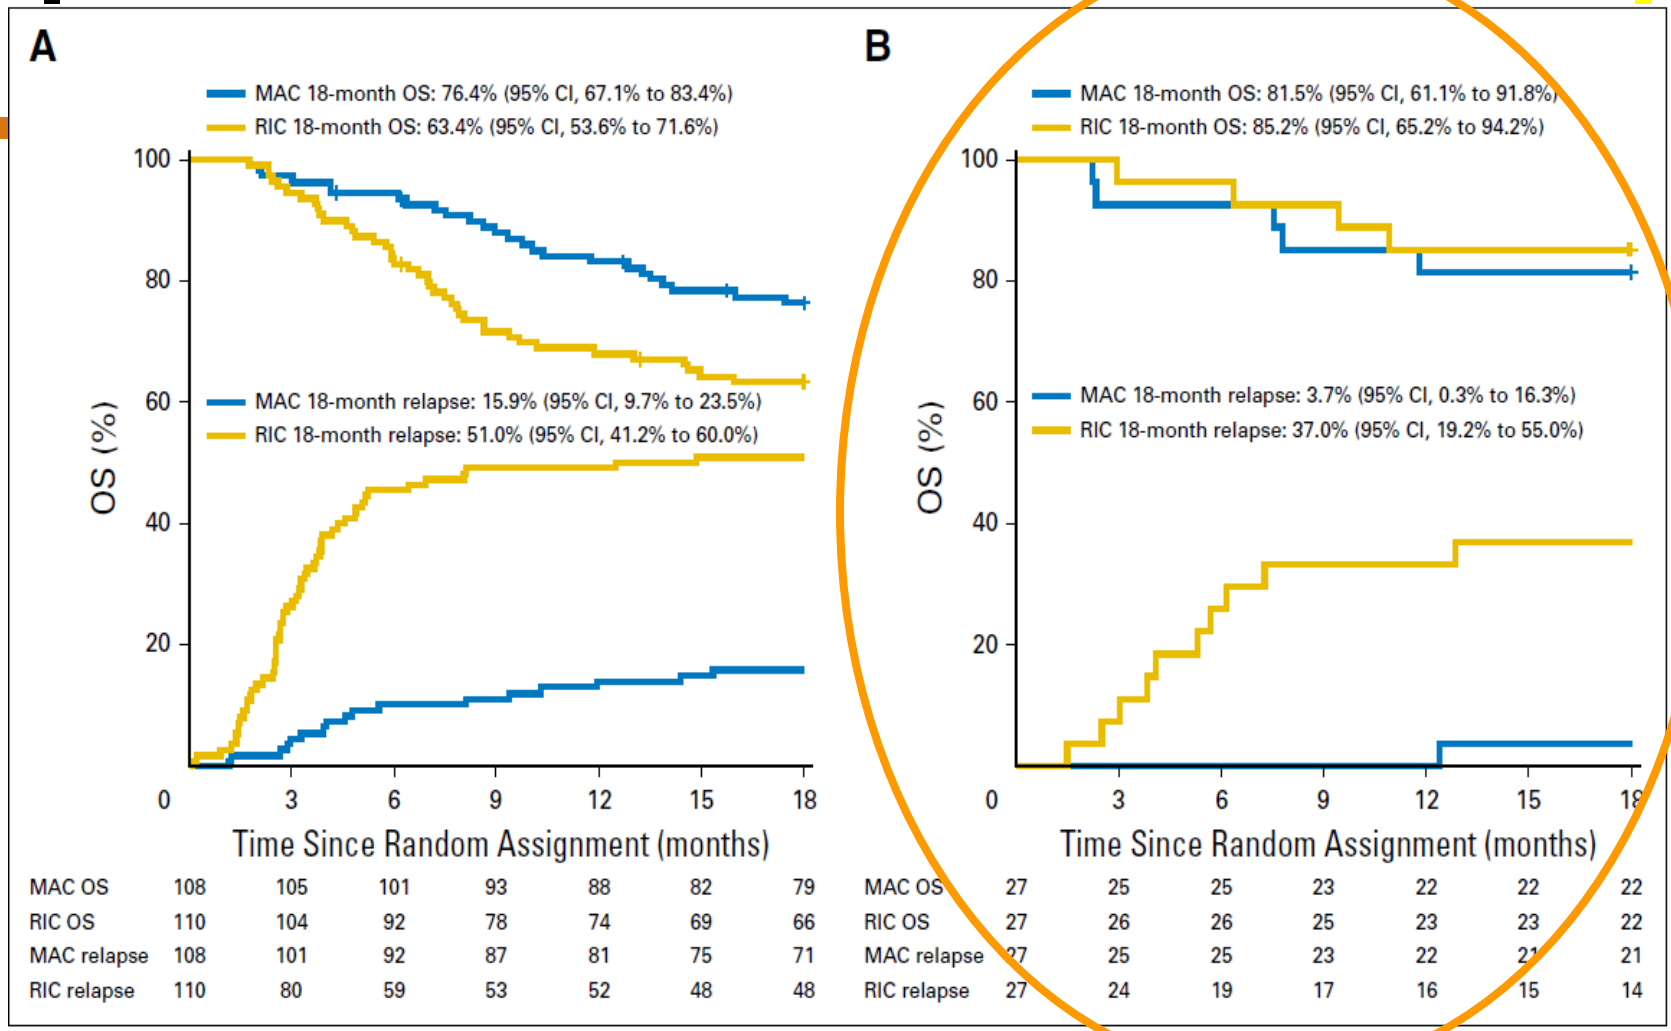 A
MAC 18-month OS: 76.4% (95% CI, 67.1% to 83.4%)
RIC 18-month OS: 63.4% (95% CI, 53.6% to 71.6%)
100
80
60
40
20
OS (%)
MAC 18-month relapse: 15.9% (95% CI, 9.7% to 23.5%)
RIC 18-month relapse: 51.0% (95% CI, 41.2% to 60.0%)
0 3 6 9 12 15 18
Time Since Random Assignment (months)
MAC OS 108 105 101 93 88 82 79
RIC OS 110 104 92 78 74 69 66
MAC relapse 108 101 92 87 81 75 71
RIC relapse 110 80 59 53 52 48 48
B
MAC 18-month OS: 81.5% (95% CI, 61.1% to 91.8%)
RIC 18-month OS: 85.2% (95% CI, 65.2% to 94.2%)
100
80
60
40
20
OS (%)
MAC 18-month relapse: 3.7% (95% CI, 0.3% to 16.3%)
RIC 18-month relapse: 37.0% (95% CI, 19.2% to 55.0%)
0 3 6 9 12 15 18
Time Since Random Assignment (months)
MAC OS 27 25 25 23 22 22 22
RIC OS 27 26 26 25 23 23 22
MAC relapse 27 25 25 23 22 21 21
RIC relapse 27 24 19 17 16 15 14